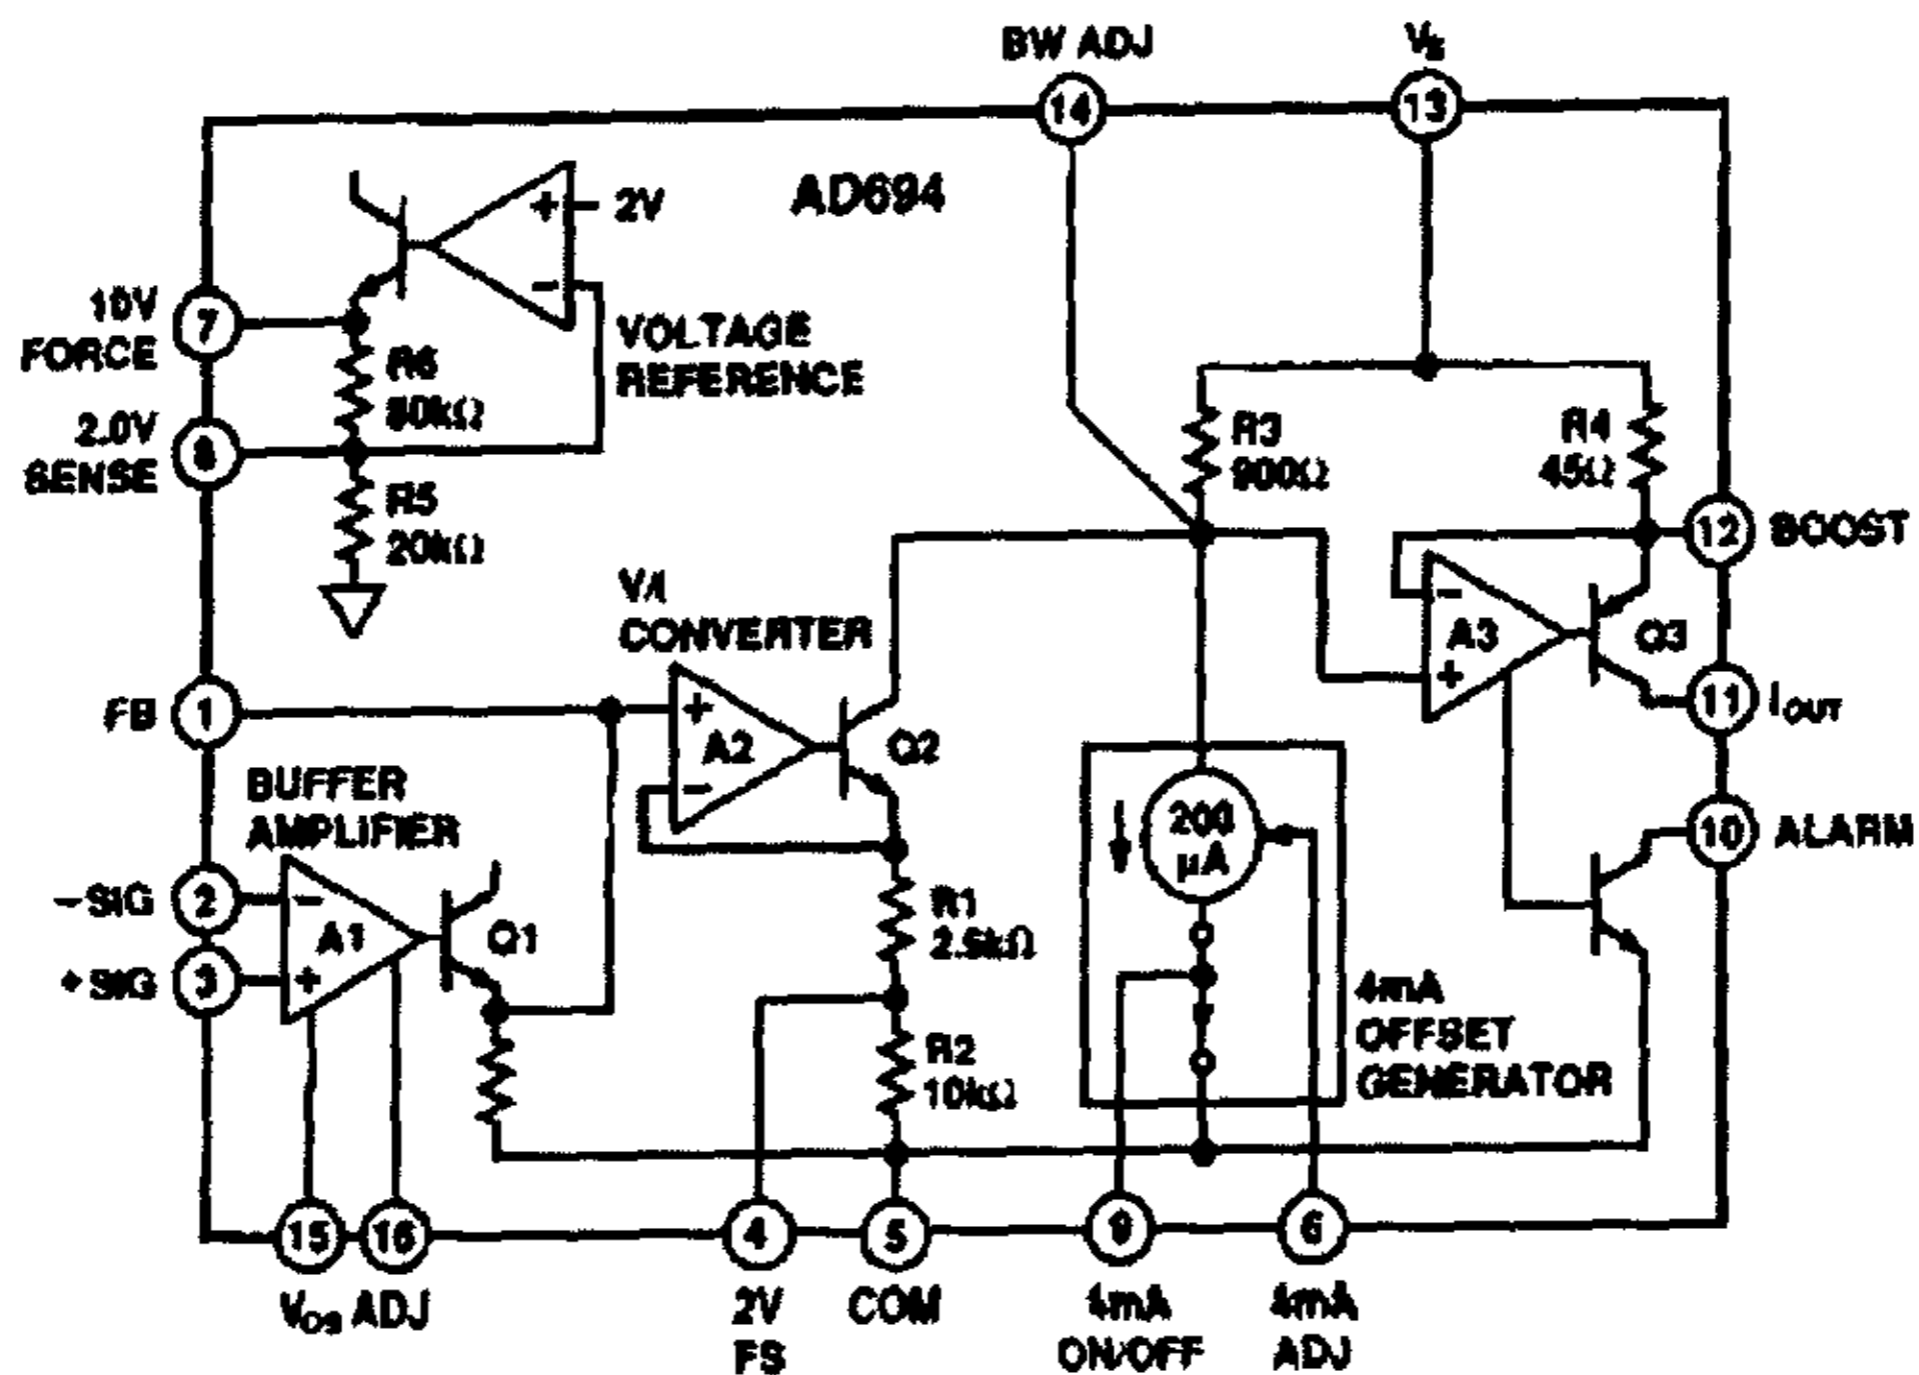 BW ADJ
VS
14
13
AD694
+
2V
−
10V
FORCE
7
VOLTAGE
REFERENCE
R6
80kΩ
2.0V
SENSE
8
R5
20kΩ
R3
900Ω
R4
45Ω
12
BOOST
V/I
CONVERTER
−
A3
+
Q3
11
IOUT
FB
1
+
A2
−
Q2
BUFFER
AMPLIFIER
200
µA
10
ALARM
−SIG
2
−
A1
+
Q1
+SIG
3
R1
2.5kΩ
4mA
OFFSET
GENERATOR
R2
10kΩ
15
16
4
5
9
6
VOS ADJ
2V
FS
COM
4mA
ON/OFF
4mA
ADJ